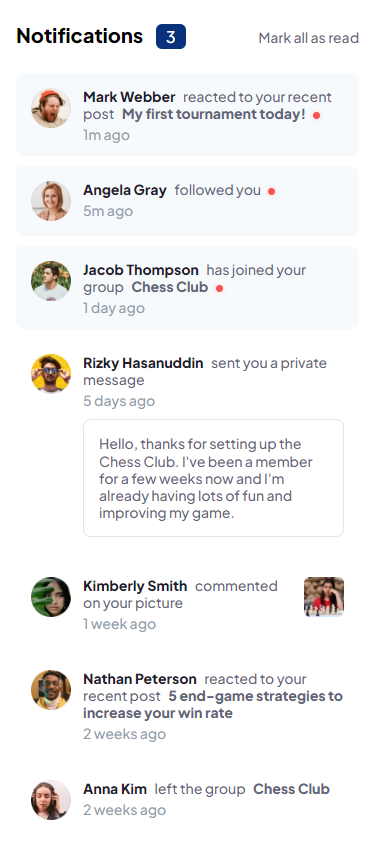 Notifications 3 Mark all as read
Mark Webber reacted to your recent
post My first tournament today!
1m ago
Angela Gray followed you
5m ago
Jacob Thompson has joined your
group Chess Club
1 day ago
Rizky Hasanuddin sent you a private
message
5 days ago
Hello, thanks for setting up the
Chess Club. I've been a member
for a few weeks now and I'm
already having lots of fun and
improving my game.
Kimberly Smith commented
on your picture
1 week ago
Nathan Peterson reacted to your
recent post 5 end-game strategies to
increase your win rate
2 weeks ago
Anna Kim left the group Chess Club
2 weeks ago